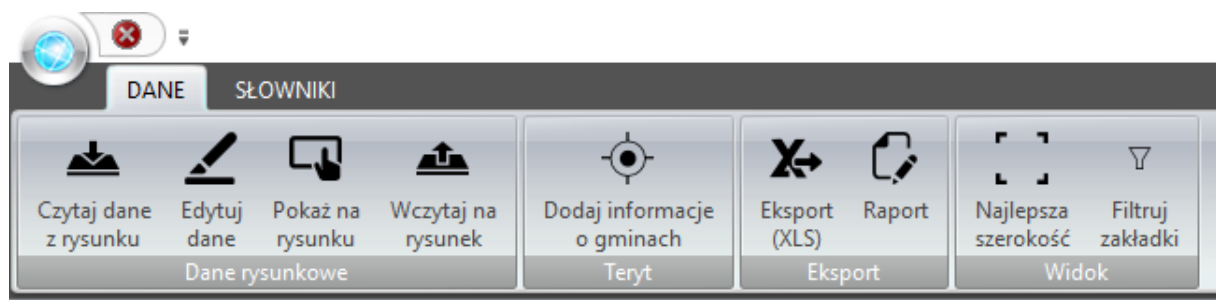 DANE SŁOWNIKI
Czytaj dane Edytuj Pokaż na Wczytaj na Dodaj informacje Eksport Raport Najlepsza Filtruj
z rysunku dane rysunku rysunek o gminach (XLS) szerokość zakładki
Dane rysunkowe Teryt Eksport Widok